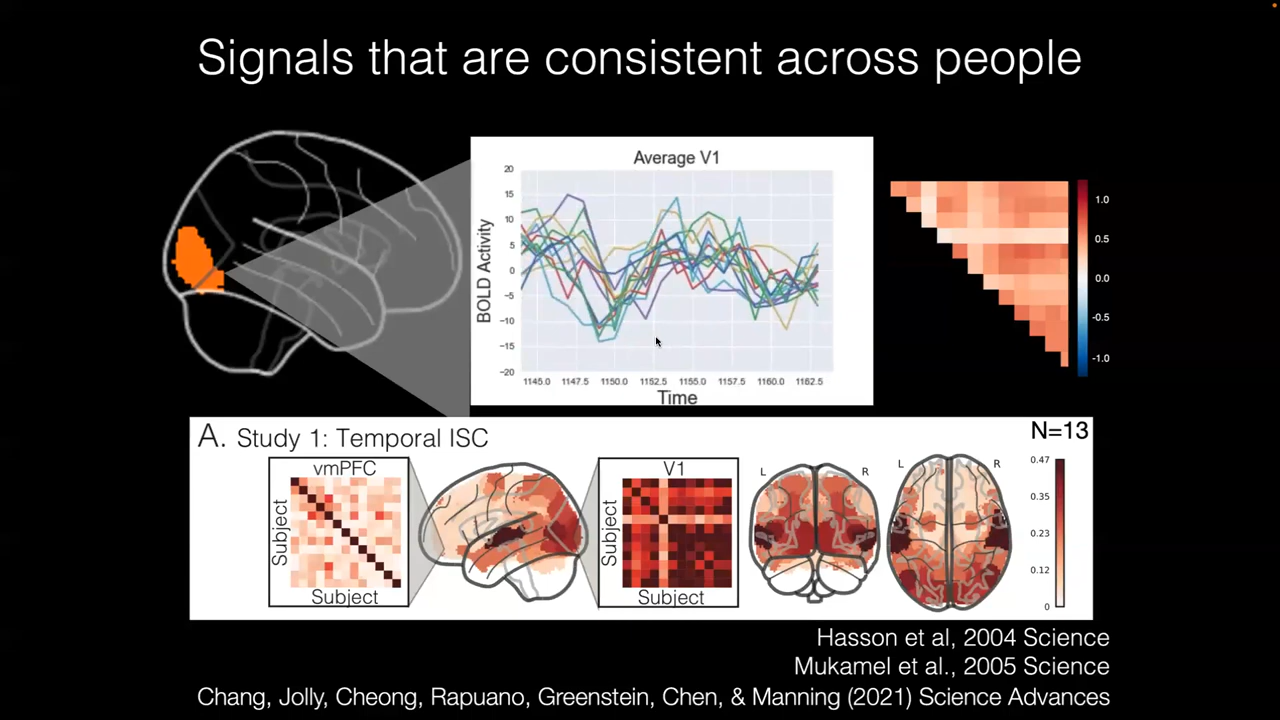 Signals that are consistent across people
Average V1
20
15
10
5
0
−5
−10
−15
−20
BOLD Activity
1145.0 1147.5 1150.0 1152.5 1155.0 1157.5 1160.0 1162.5
Time
1.0
0.5
0.0
-0.5
-1.0
A. Study 1: Temporal ISC
N=13
vmPFC
Subject
Subject
V1
Subject
Subject
L R
L R
0.47
0.35
0.23
0.12
0
Hasson et al, 2004 Science
Mukamel et al., 2005 Science
Chang, Jolly, Cheong, Rapuano, Greenstein, Chen, & Manning (2021) Science Advances